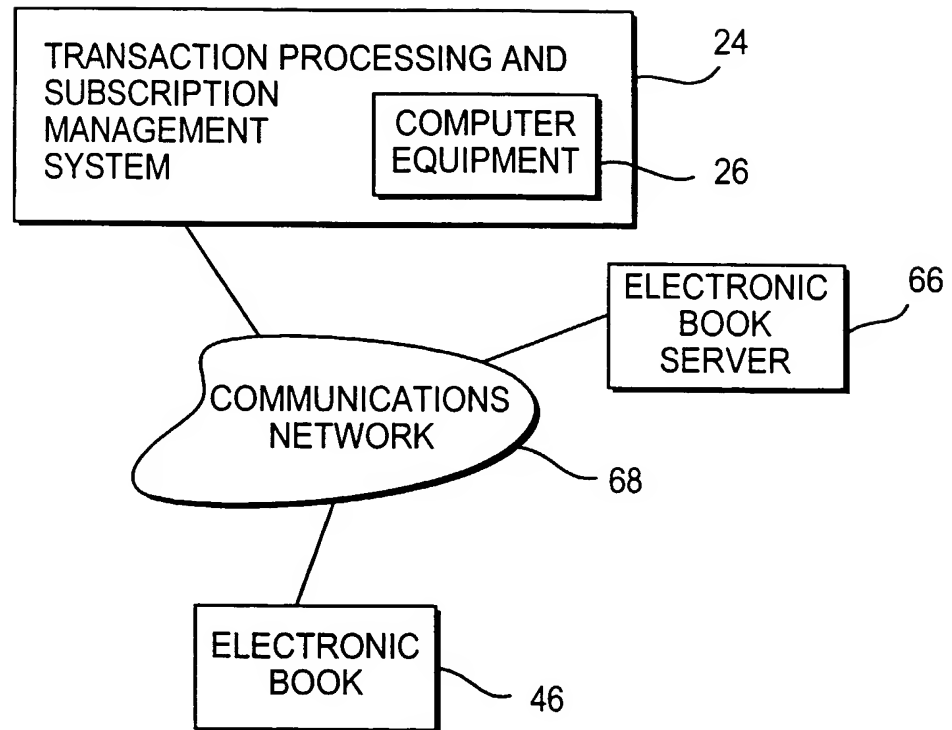 TRANSACTION PROCESSING AND
SUBSCRIPTION
MANAGEMENT
SYSTEM
COMPUTER
EQUIPMENT
24
26
ELECTRONIC
BOOK
SERVER
66
COMMUNICATIONS
NETWORK
68
ELECTRONIC
BOOK
46